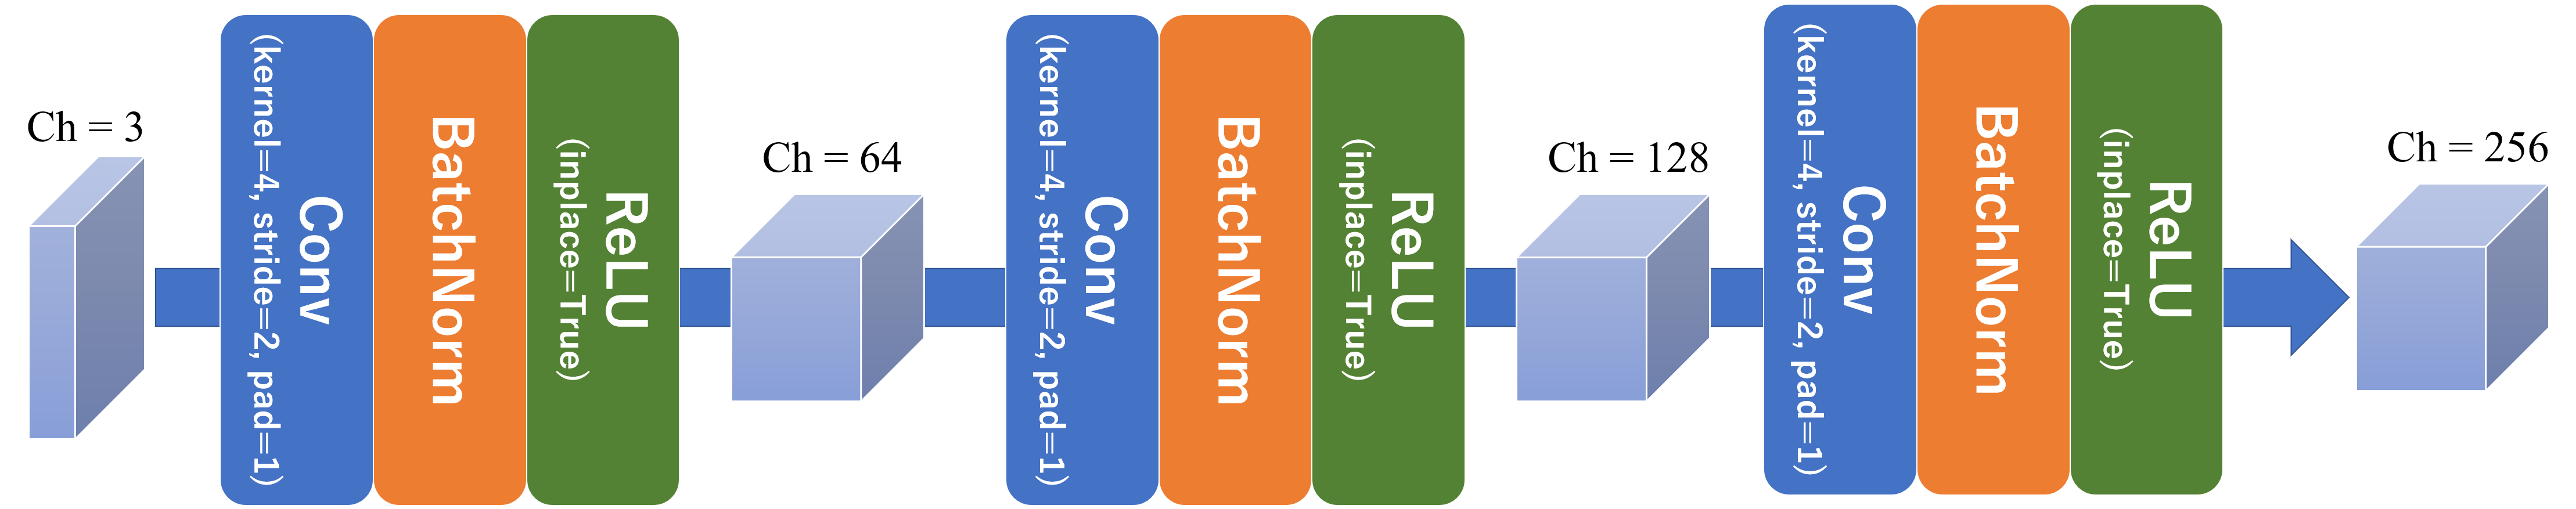 Ch = 3
Conv
(kernel=4, stride=2, pad=1)
BatchNorm
ReLU
(inplace=True)
Ch = 64
Conv
(kernel=4, stride=2, pad=1)
BatchNorm
ReLU
(inplace=True)
Ch = 128
Conv
(kernel=4, stride=2, pad=1)
BatchNorm
ReLU
(inplace=True)
Ch = 256